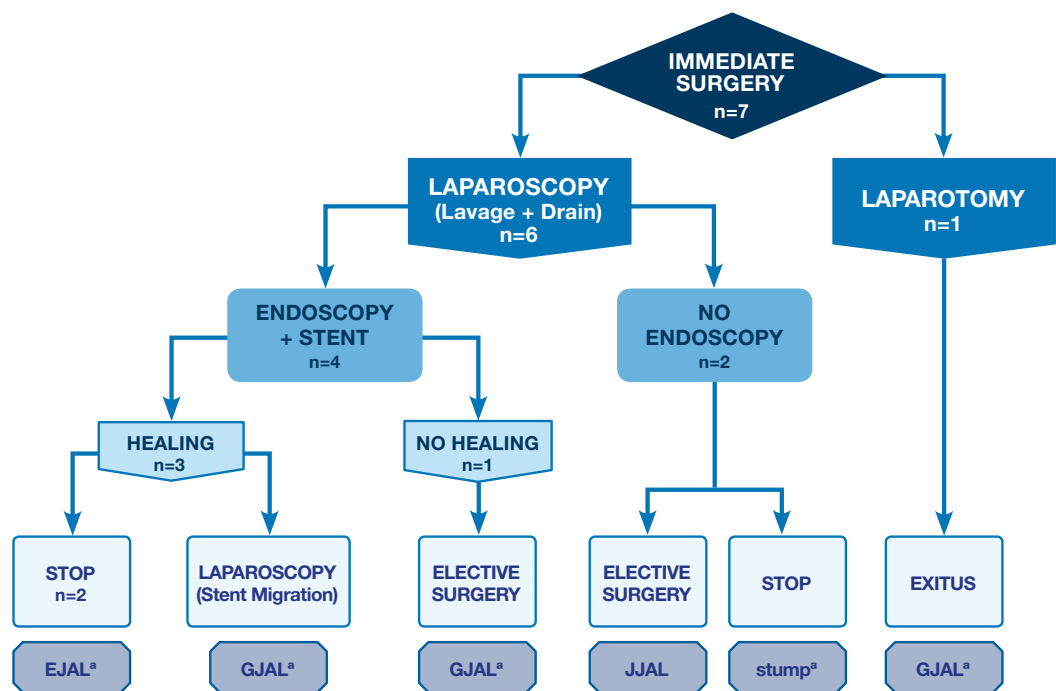 IMMEDIATE
SURGERY
n=7
LAPAROSCOPY
(Lavage + Drain)
n=6
LAPAROTOMY
n=1
ENDOSCOPY
+ STENT
n=4
NO
ENDOSCOPY
n=2
HEALING
n=3
NO HEALING
n=1
STOP
n=2
LAPAROSCOPY
(Stent Migration)
ELECTIVE
SURGERY
ELECTIVE
SURGERY
STOP
EXITUS
EJALᵃ
GJALᵃ
GJALᵃ
JJAL
stumpᵃ
GJALᵃ